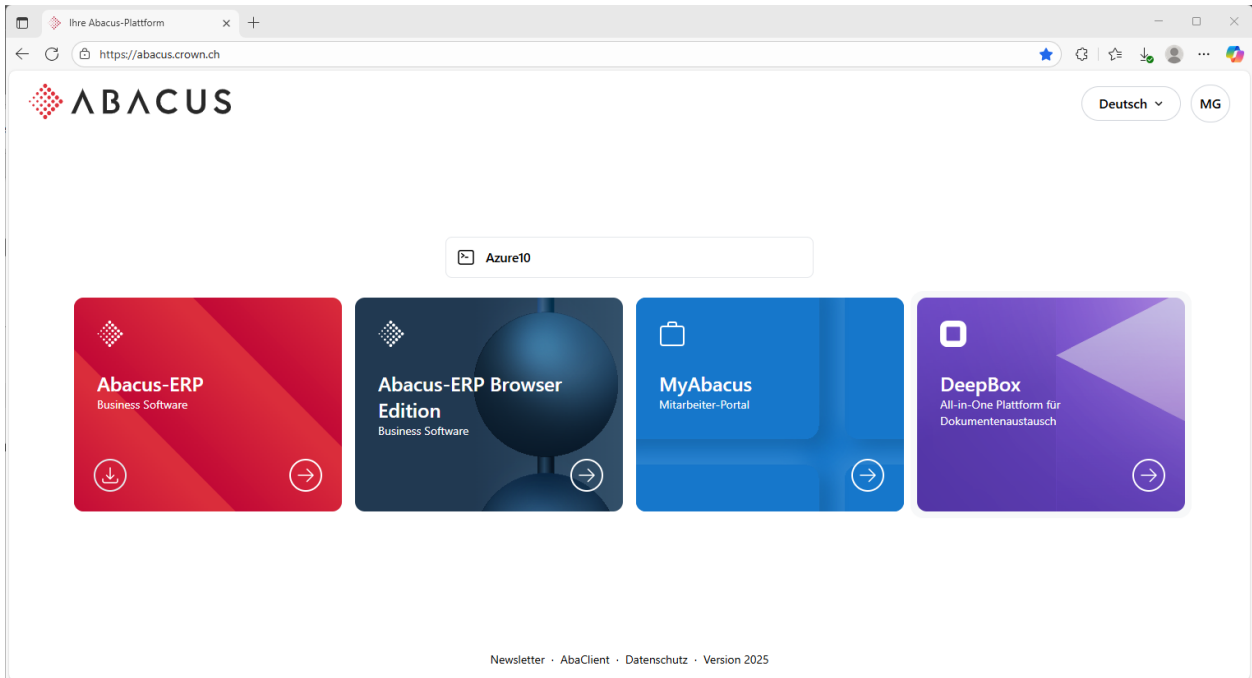 Ihre Abacus-Plattform
https://abacus.crown.ch
ABACUS
Deutsch
MG
Azure10
Abacus-ERP
Business Software
Abacus-ERP Browser
Edition
Business Software
MyAbacus
Mitarbeiter-Portal
DeepBox
All-in-One Plattform für
Dokumentenaustausch
Newsletter · AbaClient · Datenschutz · Version 2025